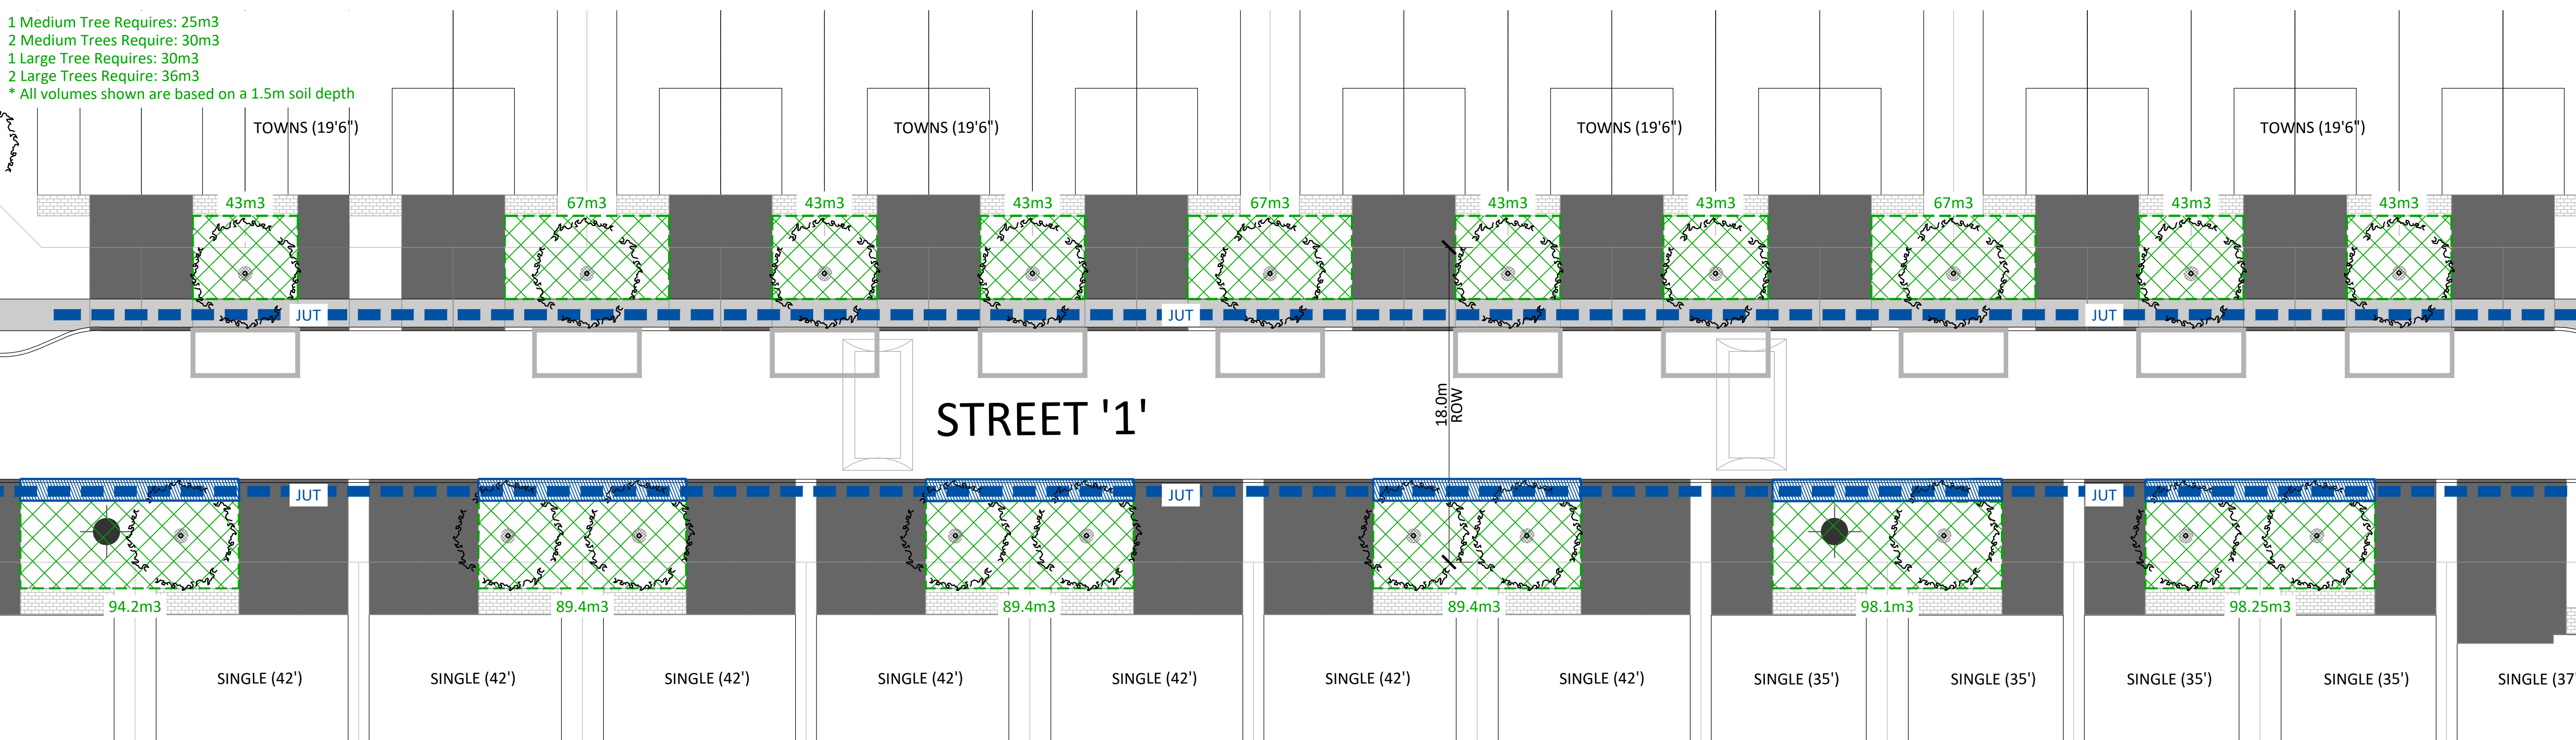 1 Medium Tree Requires: 25m3
2 Medium Trees Require: 30m3
1 Large Tree Requires: 30m3
2 Large Trees Require: 36m3
* All volumes shown are based on a 1.5m soil depth
TOWNS (19'6")
TOWNS (19'6")
TOWNS (19'6")
TOWNS (19'6")
43m3
67m3
43m3
43m3
67m3
43m3
43m3
67m3
43m3
43m3
JUT
JUT
JUT
STREET '1'
18.0m
ROW
JUT
JUT
JUT
94.2m3
89.4m3
89.4m3
89.4m3
98.1m3
98.25m3
SINGLE (42')
SINGLE (42')
SINGLE (42')
SINGLE (42')
SINGLE (42')
SINGLE (42')
SINGLE (42')
SINGLE (35')
SINGLE (35')
SINGLE (35')
SINGLE (35')
SINGLE (37'